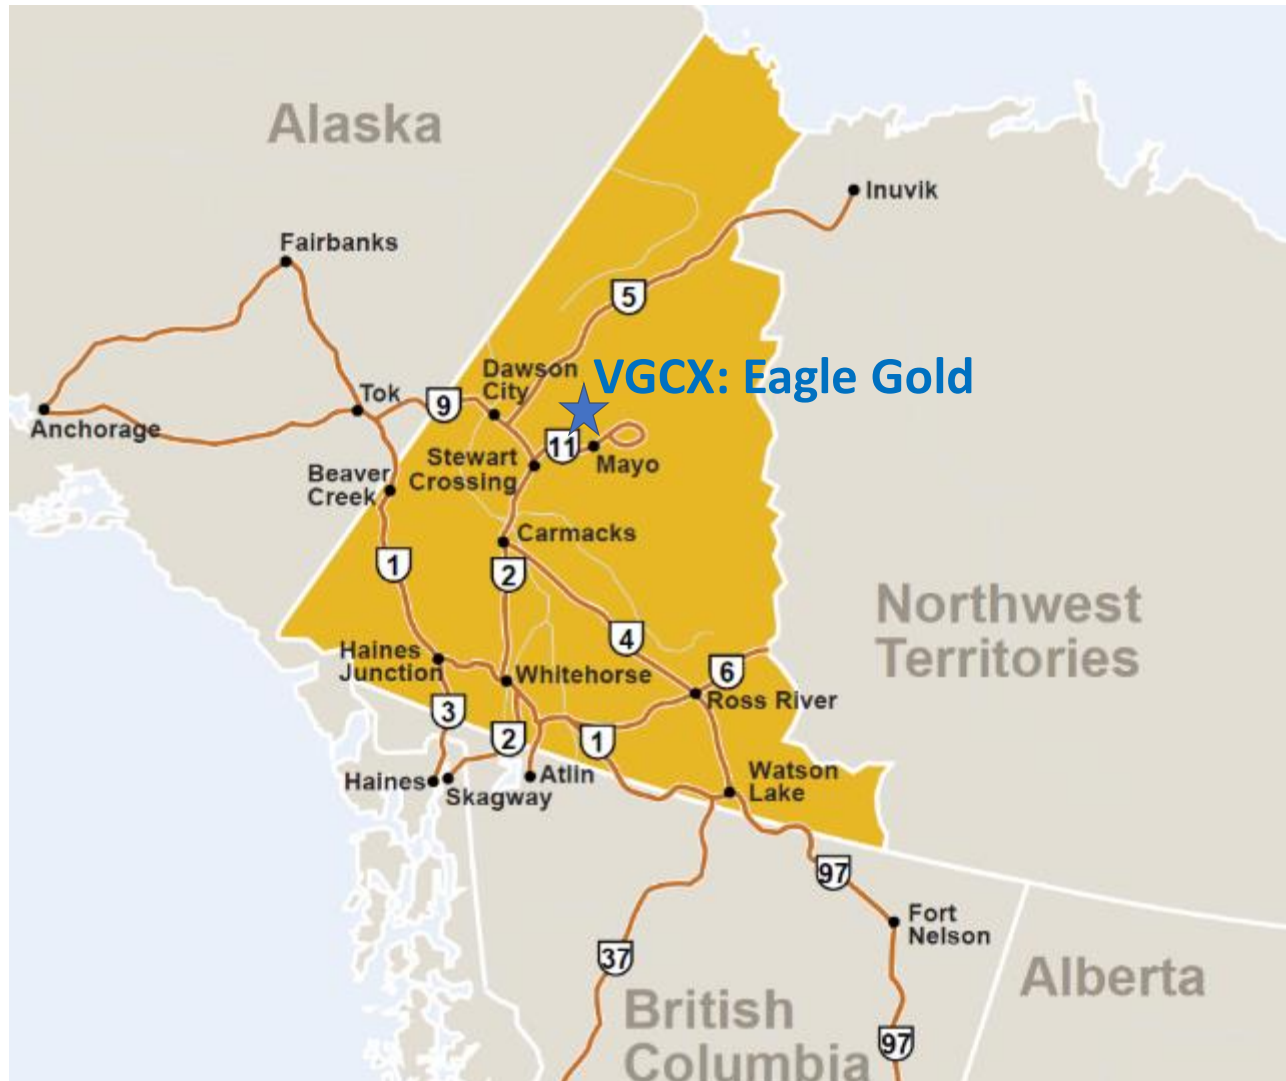 Alaska
Inuvik
Fairbanks
5
VGCX: Eagle Gold
Dawson
City
Tok
9
Anchorage
11
Mayo
Stewart
Crossing
Beaver
Creek
Carmacks
1
2
Northwest
Territories
4
Haines
Junction
Whitehorse
6
Ross River
3
2
1
Haines
Skagway
Atlin
Watson
Lake
97
Fort
Nelson
37
Alberta
British
Columbia
97